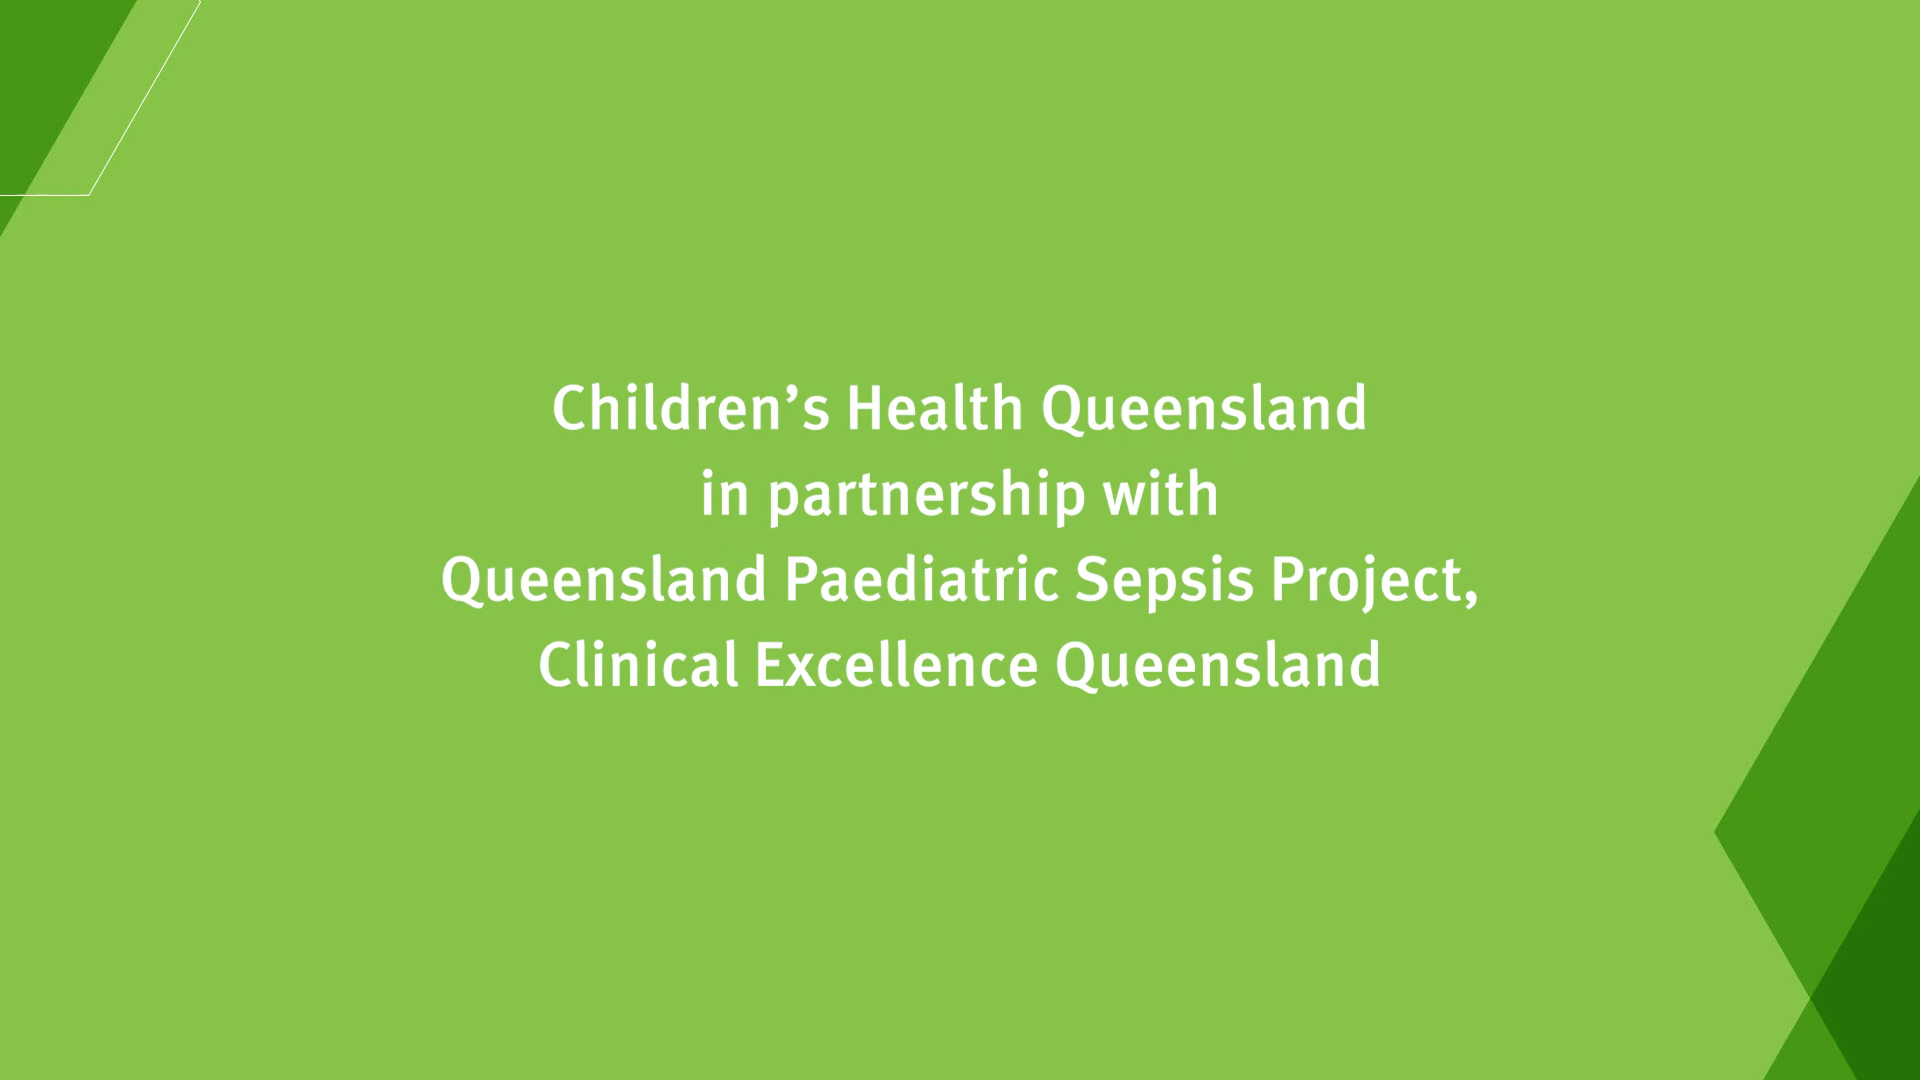 Children’s Health Queensland
in partnership with
Queensland Paediatric Sepsis Project,
Clinical Excellence Queensland